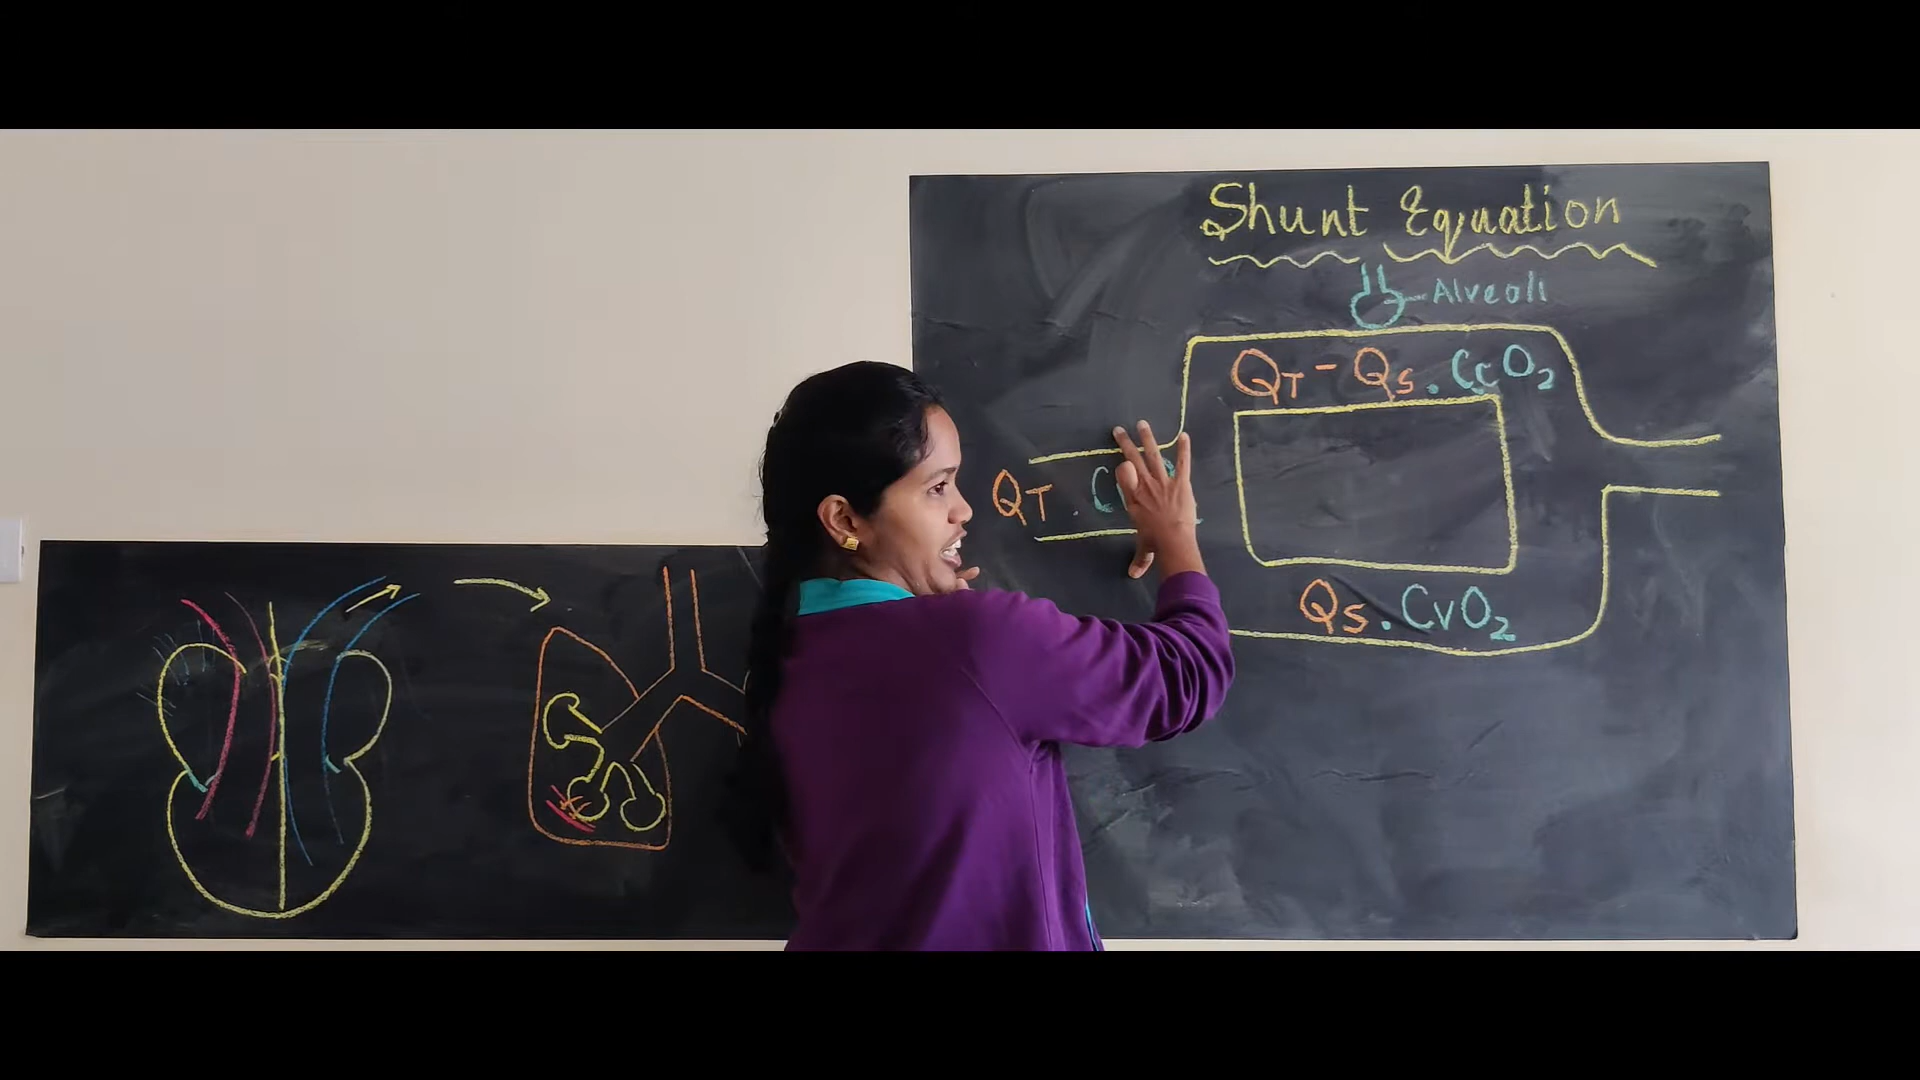 Shunt Equation
Alveoli
QT - QS . CcO2
QT .
QS . CvO2